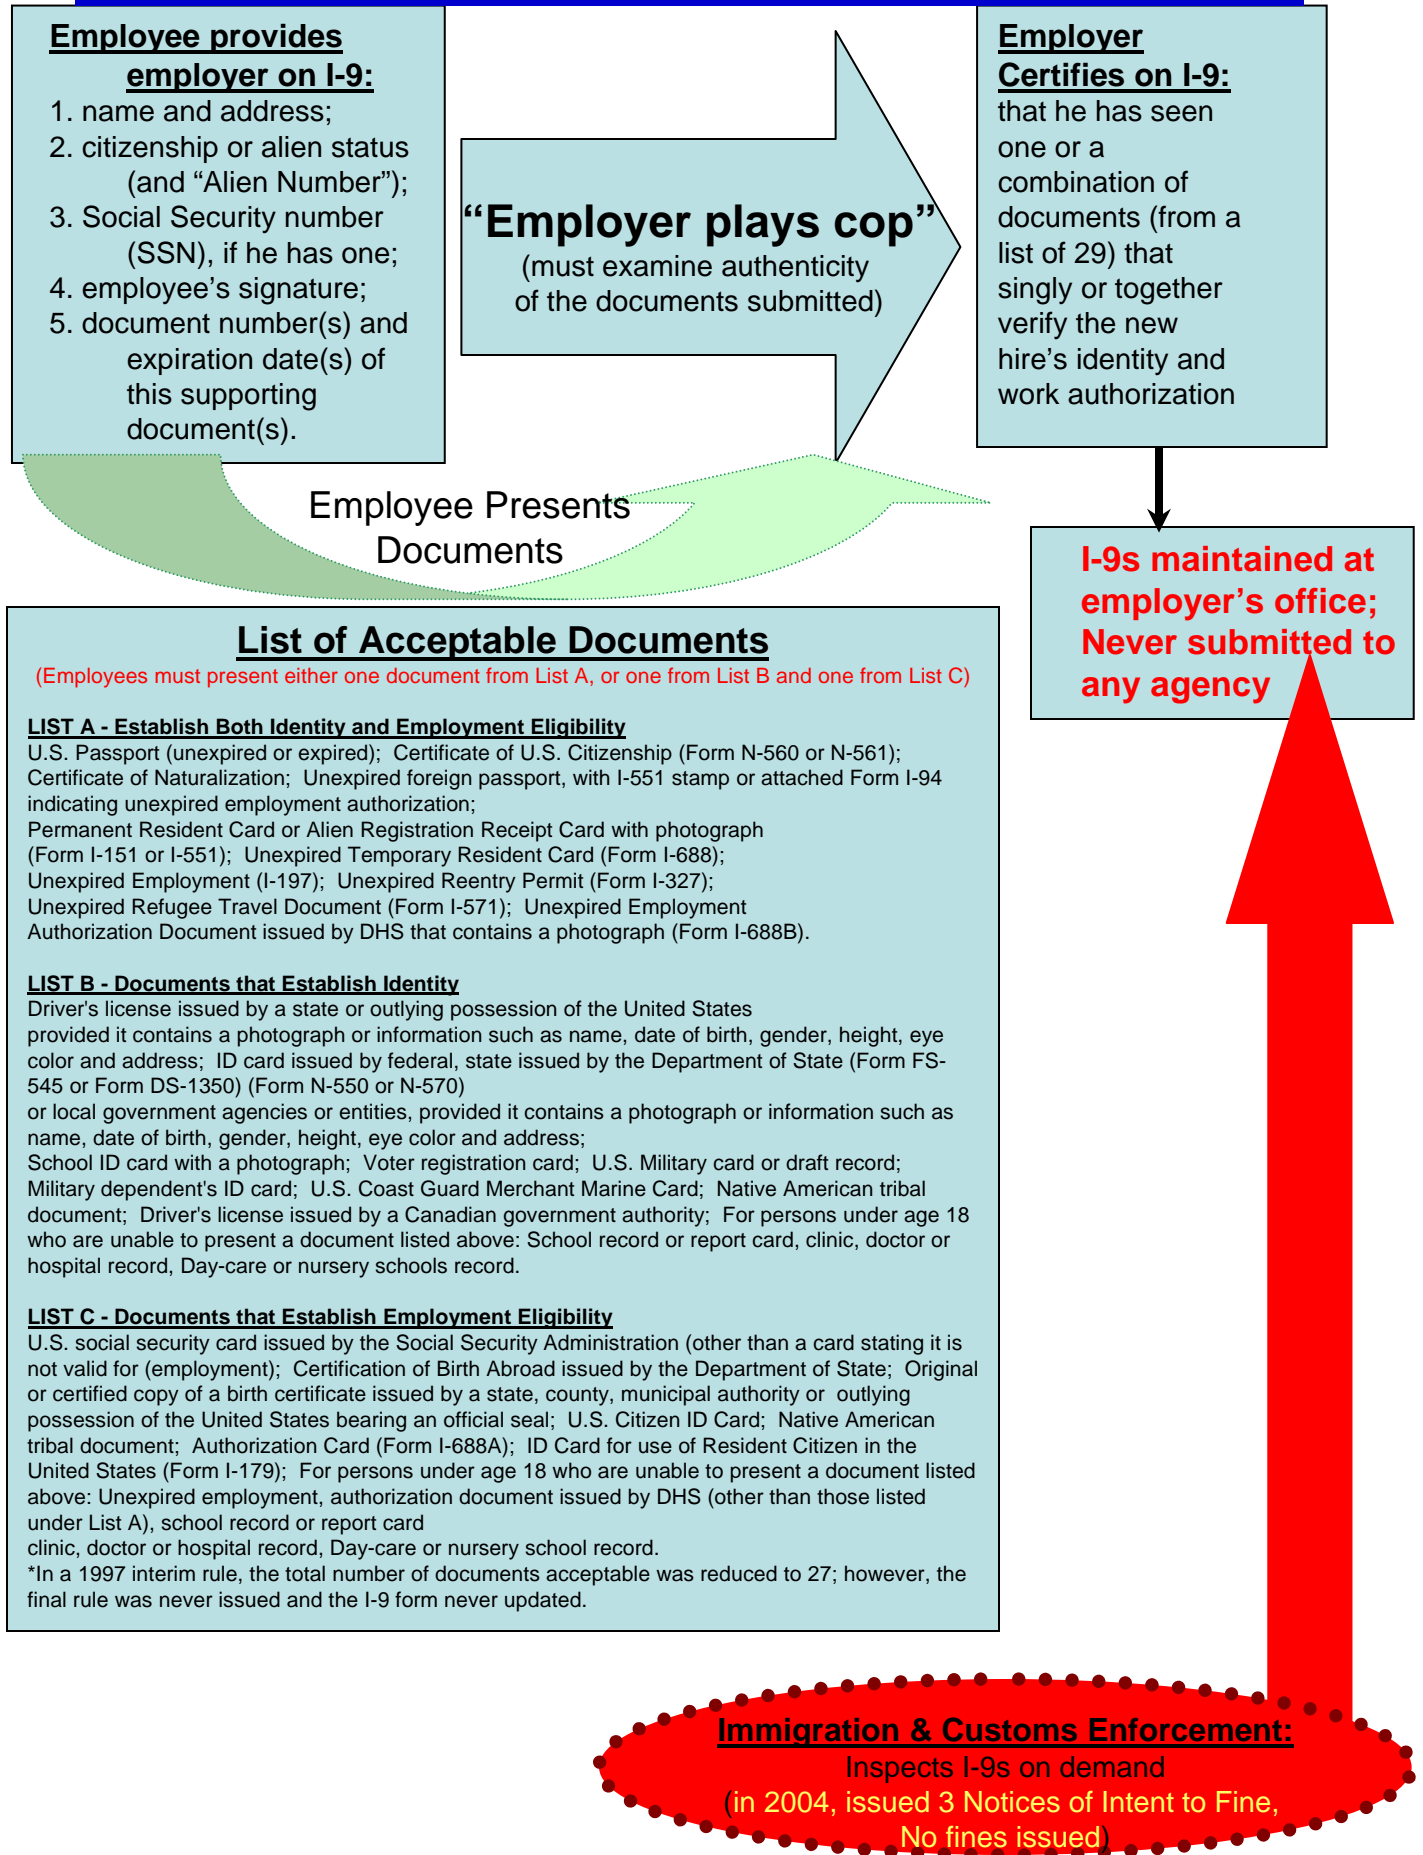 Employee provides
employer on I-9:
1. name and address;
2. citizenship or alien status
(and “Alien Number”);
3. Social Security number
(SSN), if he has one;
4. employee’s signature;
5. document number(s) and
expiration date(s) of
this supporting
document(s).
“Employer plays cop”
(must examine authenticity
of the documents submitted)
Employer
Certifies on I-9:
that he has seen
one or a
combination of
documents (from a
list of 29) that
singly or together
verify the new
hire’s identity and
work authorization
Employee Presents
Documents
I-9s maintained at
employer’s office;
Never submitted to
any agency
List of Acceptable Documents
(Employees must present either one document from List A, or one from List B and one from List C)
LIST A - Establish Both Identity and Employment Eligibility
U.S. Passport (unexpired or expired);  Certificate of U.S. Citizenship (Form N-560 or N-561);
Certificate of Naturalization;  Unexpired foreign passport, with I-551 stamp or attached Form I-94
indicating unexpired employment authorization;
Permanent Resident Card or Alien Registration Receipt Card with photograph
(Form I-151 or I-551);  Unexpired Temporary Resident Card (Form I-688);
Unexpired Employment (I-197);  Unexpired Reentry Permit (Form I-327);
Unexpired Refugee Travel Document (Form I-571);  Unexpired Employment
Authorization Document issued by DHS that contains a photograph (Form I-688B).
LIST B - Documents that Establish Identity
Driver's license issued by a state or outlying possession of the United States
provided it contains a photograph or information such as name, date of birth, gender, height, eye
color and address;  ID card issued by federal, state issued by the Department of State (Form FS-
545 or Form DS-1350) (Form N-550 or N-570)
or local government agencies or entities, provided it contains a photograph or information such as
name, date of birth, gender, height, eye color and address;
School ID card with a photograph;  Voter registration card;  U.S. Military card or draft record;
Military dependent's ID card;  U.S. Coast Guard Merchant Marine Card;  Native American tribal
document;  Driver's license issued by a Canadian government authority;  For persons under age 18
who are unable to present a document listed above: School record or report card, clinic, doctor or
hospital record, Day-care or nursery schools record.
LIST C - Documents that Establish Employment Eligibility
U.S. social security card issued by the Social Security Administration (other than a card stating it is
not valid for (employment);  Certification of Birth Abroad issued by the Department of State;  Original
or certified copy of a birth certificate issued by a state, county, municipal authority or  outlying
possession of the United States bearing an official seal;  U.S. Citizen ID Card;  Native American
tribal document;  Authorization Card (Form I-688A);  ID Card for use of Resident Citizen in the
United States (Form I-179);  For persons under age 18 who are unable to present a document listed
above: Unexpired employment, authorization document issued by DHS (other than those listed
under List A), school record or report card
clinic, doctor or hospital record, Day-care or nursery school record.
*In a 1997 interim rule, the total number of documents acceptable was reduced to 27; however, the
final rule was never issued and the I-9 form never updated.
Immigration & Customs Enforcement:
Inspects I-9s on demand
(in 2004, issued 3 Notices of Intent to Fine,
No fines issued)